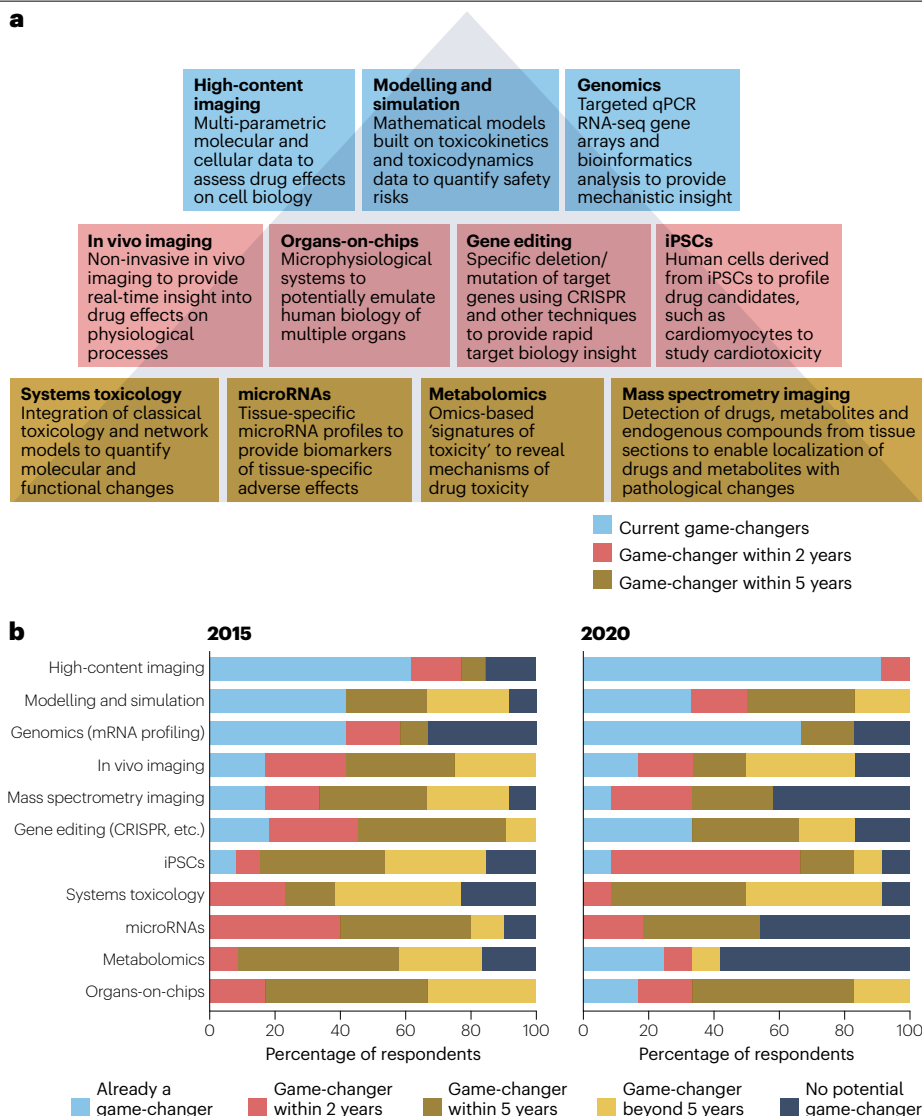 a
High-content
imaging
Multi-parametric
molecular and
cellular data to
assess drug effects
on cell biology
Modelling and
simulation
Mathematical models
built on toxicokinetics
and toxicodynamics
data to quantify safety
risks
Genomics
Targeted qPCR
RNA-seq gene
arrays and
bioinformatics
analysis to provide
mechanistic insight
In vivo imaging
Non-invasive in vivo
imaging to provide
real-time insight into
drug effects on
physiological
processes
Organs-on-chips
Microphysiological
systems to
potentially emulate
human biology of
multiple organs
Gene editing
Specific deletion/
mutation of target
genes using CRISPR
and other techniques
to provide rapid
target biology insight
iPSCs
Human cells derived
from iPSCs to profile
drug candidates,
such as
cardiomyocytes to
study cardiotoxicity
Systems toxicology
Integration of classical
toxicology and network
models to quantify
molecular and
functional changes
microRNAs
Tissue-specific
microRNA profiles to
provide biomarkers
of tissue-specific
adverse effects
Metabolomics
Omics-based
‘signatures of
toxicity’ to reveal
mechanisms of
drug toxicity
Mass spectrometry imaging
Detection of drugs, metabolites and
endogenous compounds from tissue
sections to enable localization of
drugs and metabolites with
pathological changes
Current game-changers
Game-changer within 2 years
Game-changer within 5 years
b
2015
2020
High-content imaging
Modelling and simulation
Genomics (mRNA profiling)
In vivo imaging
Mass spectrometry imaging
Gene editing (CRISPR, etc.)
iPSCs
Systems toxicology
microRNAs
Metabolomics
Organs-on-chips
0 20 40 60 80 100
Percentage of respondents
0 20 40 60 80 100
Percentage of respondents
Already a
game-changer
Game-changer
within 2 years
Game-changer
within 5 years
Game-changer
beyond 5 years
No potential
game-changer